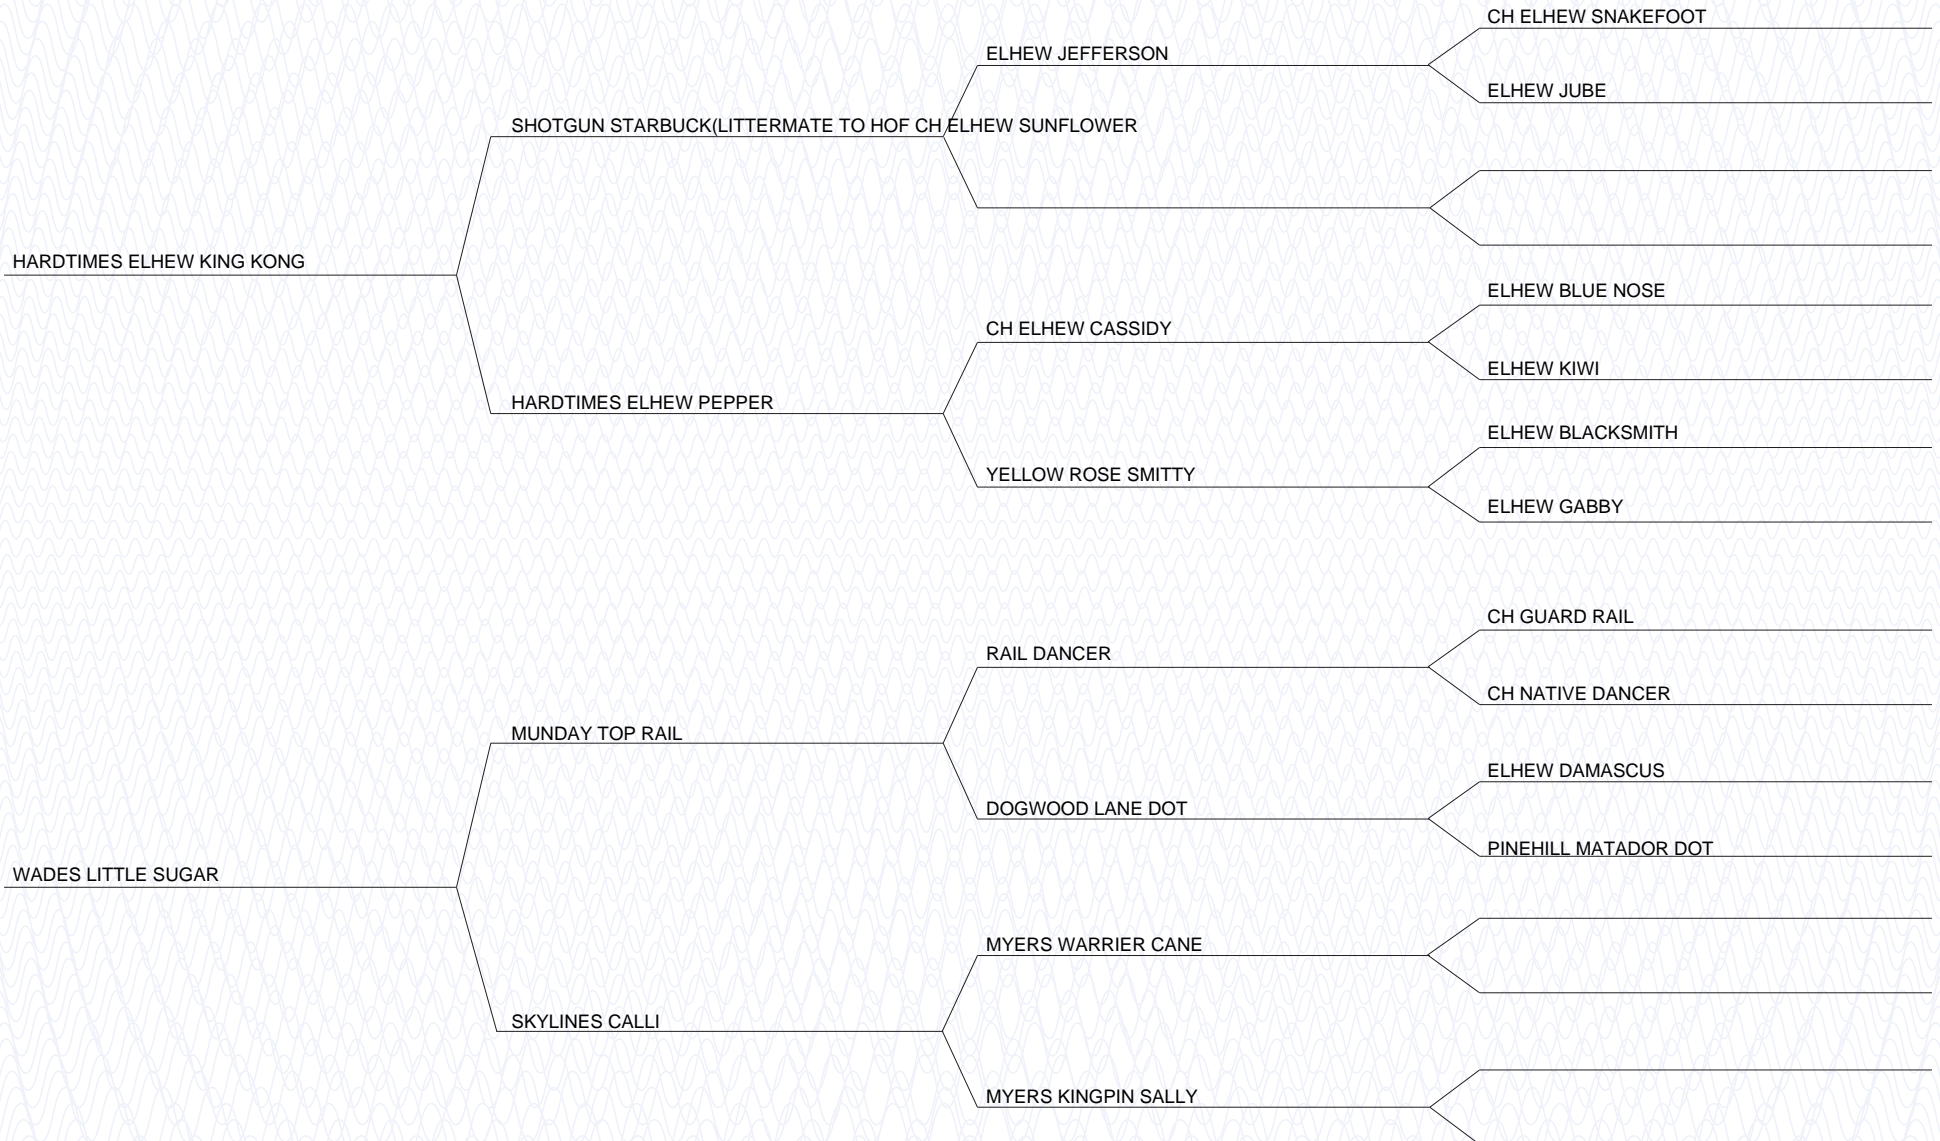 CH ELHEW SNAKEFOOT
ELHEW JEFFERSON
ELHEW JUBE
SHOTGUN STARBUCK(LITTERMATE TO HOF CH ELHEW SUNFLOWER
HARDTIMES ELHEW KING KONG
ELHEW BLUE NOSE
CH ELHEW CASSIDY
ELHEW KIWI
HARDTIMES ELHEW PEPPER
ELHEW BLACKSMITH
YELLOW ROSE SMITTY
ELHEW GABBY
CH GUARD RAIL
RAIL DANCER
CH NATIVE DANCER
MUNDAY TOP RAIL
ELHEW DAMASCUS
DOGWOOD LANE DOT
PINEHILL MATADOR DOT
WADES LITTLE SUGAR
MYERS WARRIER CANE
SKYLINES CALLI
MYERS KINGPIN SALLY